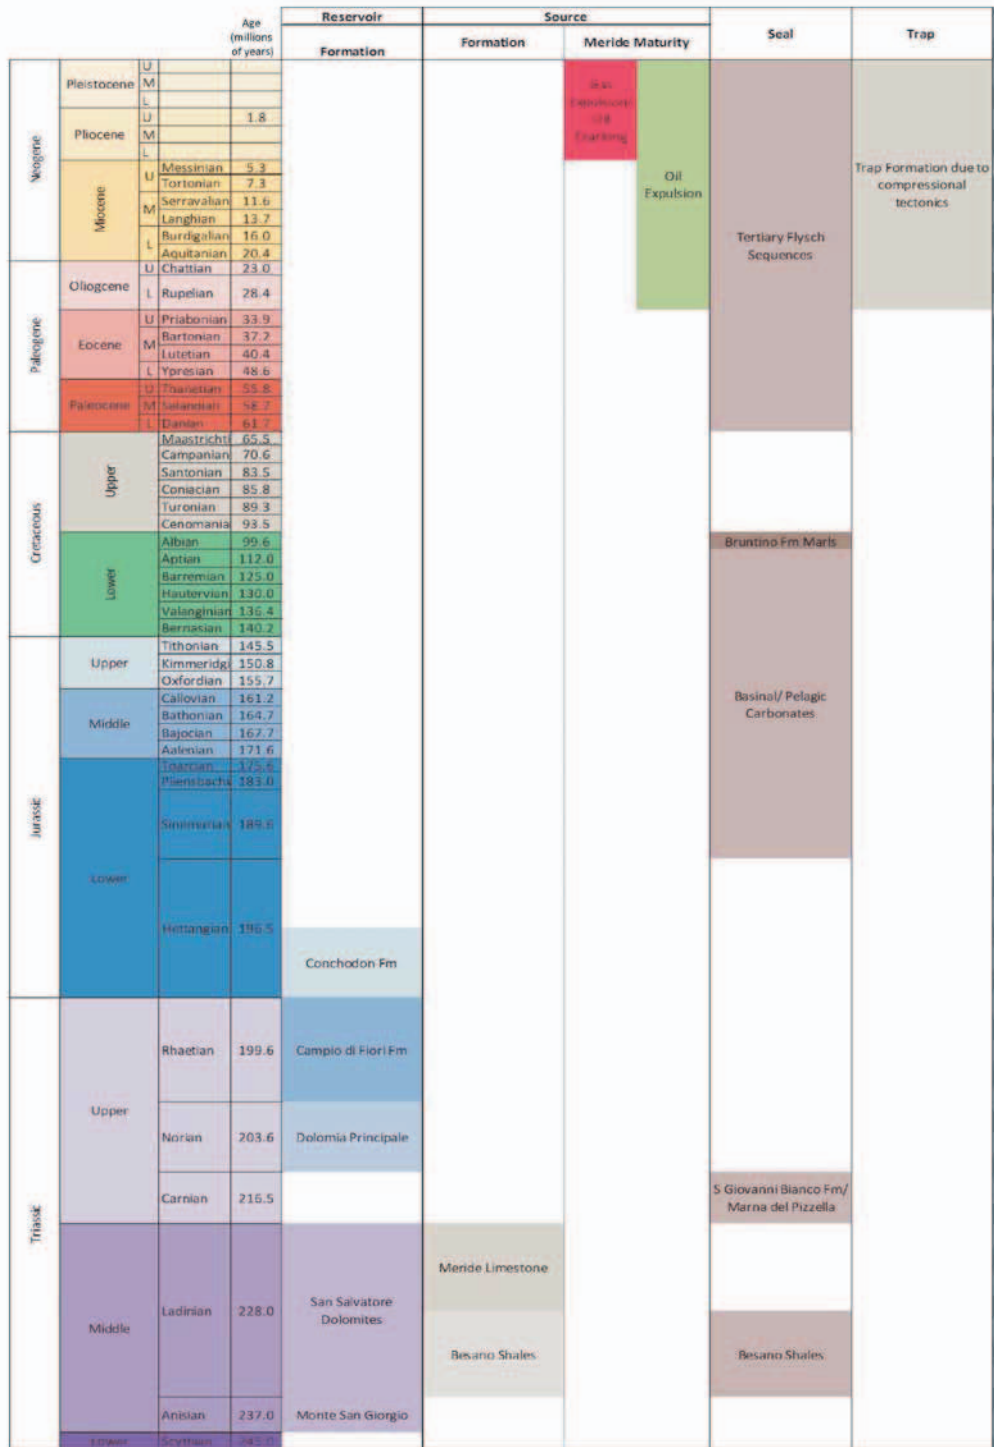 Age
(millions
of years)
Reservoir
Source
Seal
Trap
Formation
Formation
Meride Maturity
Neogene
Pleistocene
U
M
L
Pliocene
U
1.8
M
L
Miocene
U
Messinian 5.3
Tortonian 7.3
M
Serravalian 11.6
Langhian 13.7
L
Burdigalian 16.0
Aquitanian 20.4
Paleogene
Oliogcene
U Chattian 23.0
L Rupelian 28.4
Eocene
U Priabonian 33.9
M
Bartonian 37.2
Lutetian 40.4
L Ypresian 48.6
Paleocene
U Thanetian 55.8
M Selandian 58.7
L Danian 61.7
Cretaceous
Upper
Maastrichti 65.5
Campanian 70.6
Santonian 83.5
Coniacian 85.8
Turonian 89.3
Cenomania 93.5
Lower
Albian 99.6
Aptian 112.0
Barremian 125.0
Hautervian 130.0
Valanginian 136.4
Bernasian 140.2
Jurassic
Upper
Tithonian 145.5
Kimmeridgi 150.8
Oxfordian 155.7
Middle
Callovian 161.2
Bathonian 164.7
Bajocian 167.7
Aalenian 171.6
Lower
Toarcian 175.6
Pliensbachi 183.0
Sinemurian 189.6
Hettangian 196.5
Triassic
Upper
Rhaetian 199.6
Norian 203.6
Carnian 216.5
Middle
Ladinian 228.0
Anisian 237.0
Lower Scythian 245.0
Conchodon Fm
Campio di Fiori Fm
Dolomia Principale
San Salvatore
Dolomites
Monte San Giorgio
Meride Limestone
Besano Shales
Gas
Expulsion/
Oil
Cracking
Oil
Expulsion
Tertiary Flysch
Sequences
Bruntino Fm Marls
Basinal/ Pelagic
Carbonates
S Giovanni Bianco Fm/
Marna del Pizzella
Besano Shales
Trap Formation due to
compressional
tectonics